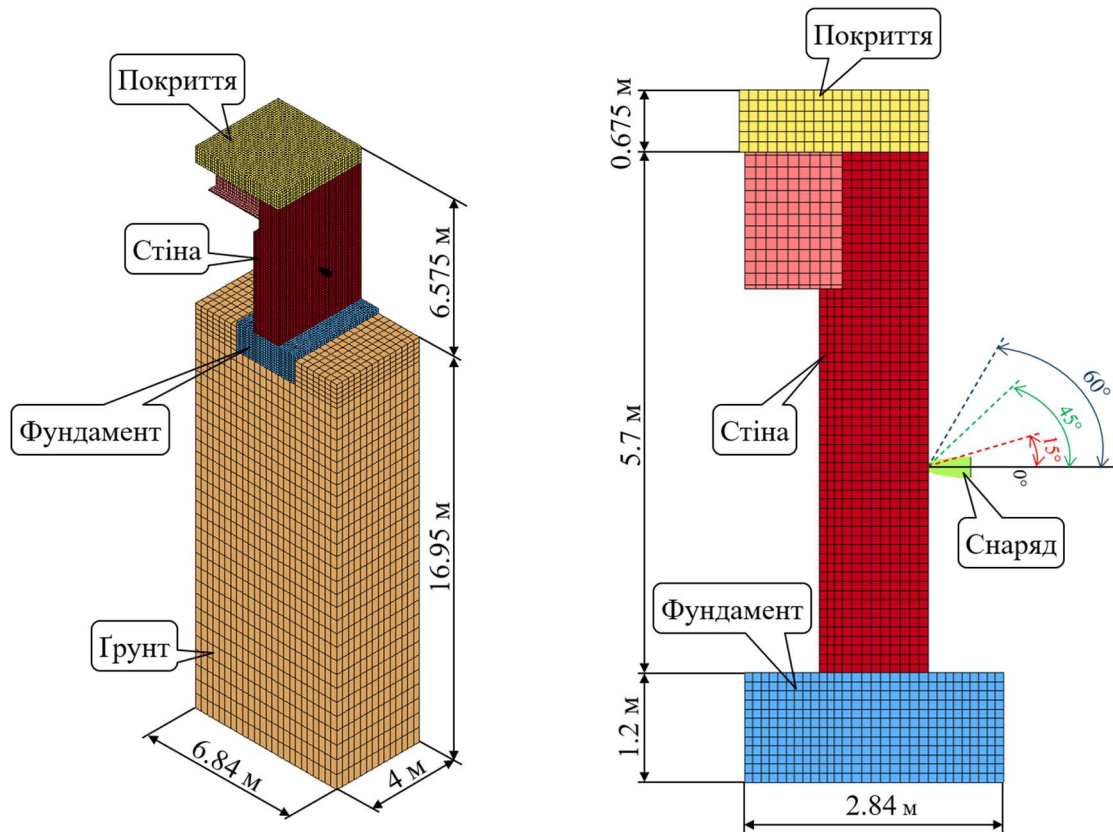 Покриття
Стіна
Фундамент
Ґрунт
6.575 м
16.95 м
6.84 м
4 м
Покриття
0.675 м
5.7 м
Стіна
60°
45°
15°
0°
Снаряд
Фундамент
1.2 м
2.84 м